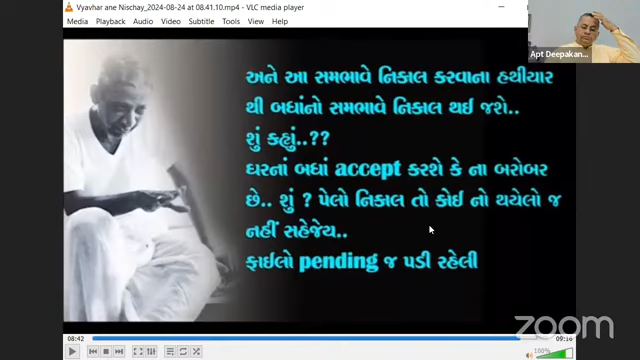 Vyavhar ane Nischay_2024-08-24 at 08.41.10.mp4 - VLC media player
Media Playback Audio Video Subtitle Tools View Help
Apt Deepakan...
અને આ સમભાવે નિકાલ કરવાના હથીયાર
થી બધાંનો સમભાવે નિકાલ થઈ જશે..
શું કહ્યું..??
ઘરનાં બધાં accept કરશે કે ના બરોબર
છે.. શું ? પેલો નિકાલ તો કોઈ નો થયેલો જ
નહીં સહેજેય..
ફાઈલો pending જ પડી રહેલી
08:42
09:16
100%
zoom